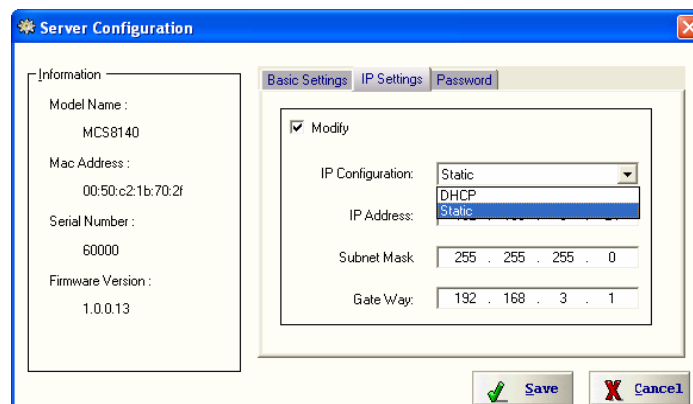 Server Configuration
Information
Model Name :
MCS8140
Mac Address :
00:50:c2:1b:70:2f
Serial Number :
60000
Firmware Version :
1.0.0.13
Basic Settings IP Settings Password
Modify
IP Configuration: Static
DHCP
Static
IP Address:
Subnet Mask 255 . 255 . 255 . 0
Gate Way: 192 . 168 . 3 . 1
Save Cancel